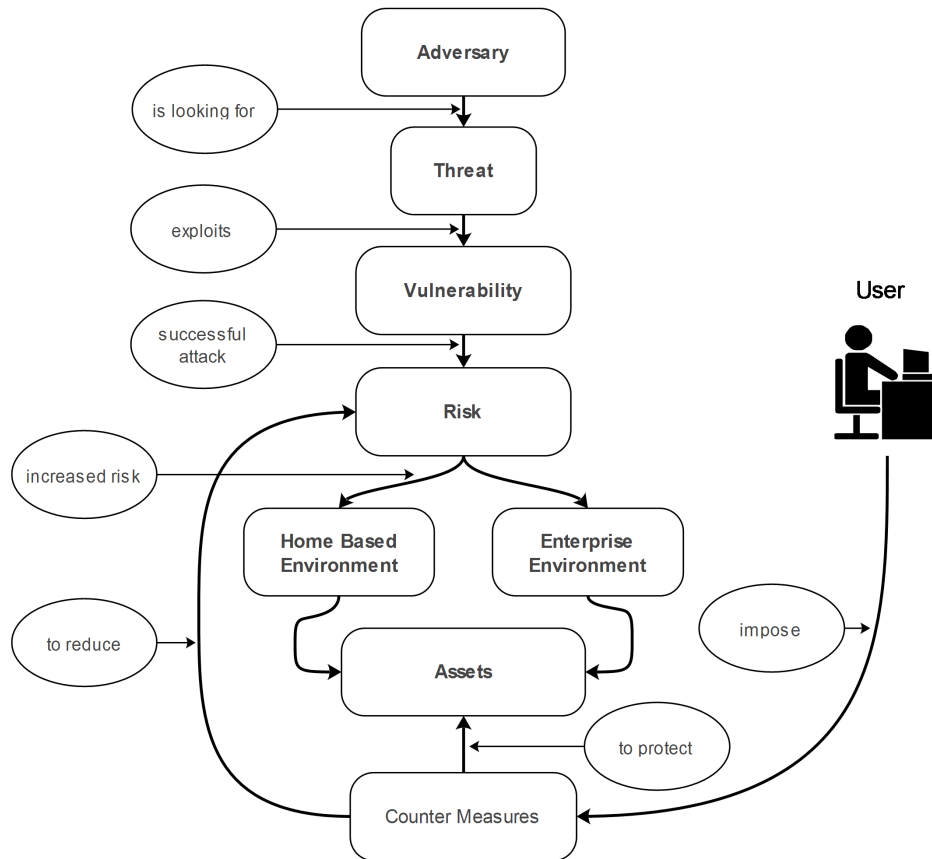 Adversary
is looking for
Threat
exploits
Vulnerability
User
successful
attack
Risk
increased risk
Home Based
Environment
Enterprise
Environment
impose
to reduce
Assets
to protect
Counter Measures